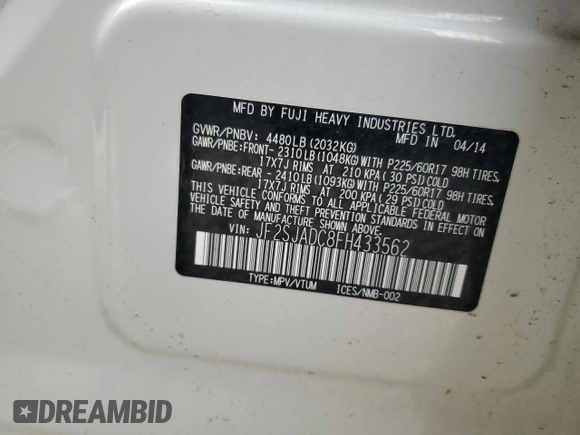 MFD BY FUJI HEAVY INDUSTRIES LTD.
GVWR/PNBV: 4480LB (2032KG) MFD IN 04/14
GAWR/PNBE:FRONT- 2310LB (1048KG) WITH P225/60R17 98H TIRES,
17X7J RIMS AT 210 KPA (30 PSI) COLD
GAWR/PNBE:REAR - 2410LB (1093KG) WITH P225/60R17 98H TIRES,
17X7J RIMS AT 200 KPA (29 PSI) COLD
THIS VEHICLE CONFORMS TO ALL APPLICABLE FEDERAL MOTOR
VEHICLE SAFETY AND THEFT PREVENTION STANDARDS IN EFFECT
ON THE DATE OF MANUFACTURE SHOWN ABOVE.
VIN: JF2SJADC8FH433562
TYPE:MPV/VTUM ICES/NMB-002
DREAMBID